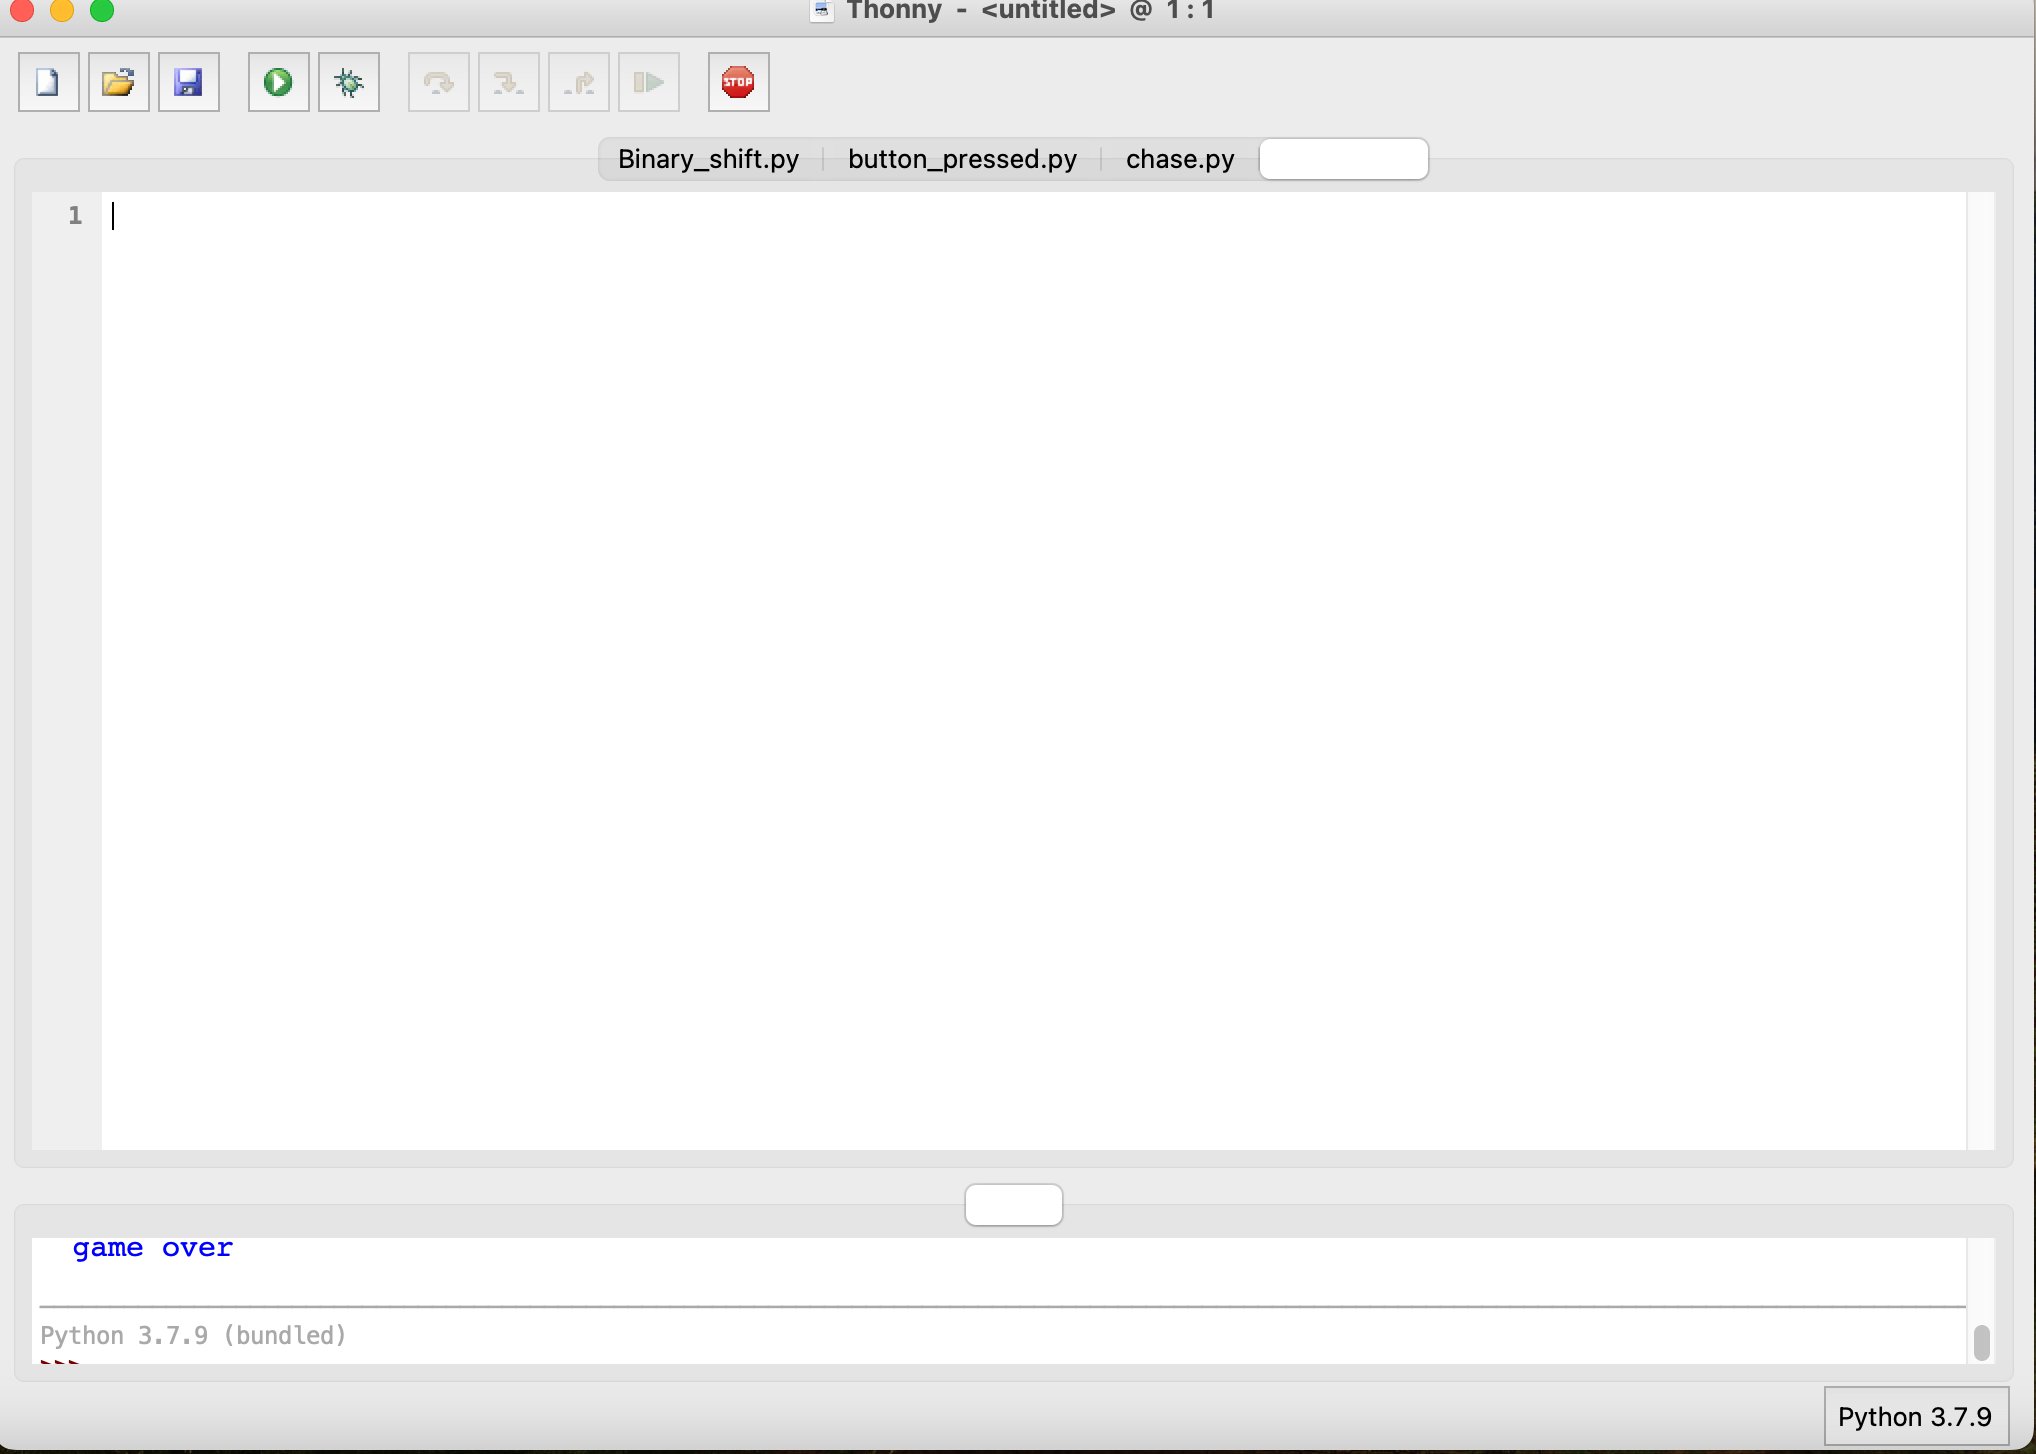 Thonny - <untitled> @ 1:1
STOP
Binary_shift.py button_pressed.py chase.py
1
game over
Python 3.7.9 (bundled)
>>>
Python 3.7.9